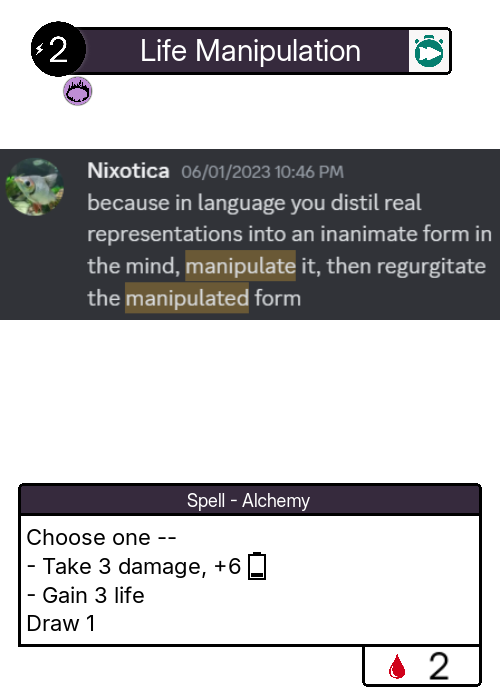 2 Life Manipulation
Nixotica 06/01/2023 10:46 PM
because in language you distil real
representations into an inanimate form in
the mind, manipulate it, then regurgitate
the manipulated form
Spell - Alchemy
Choose one --
- Take 3 damage, +6
- Gain 3 life
Draw 1
2